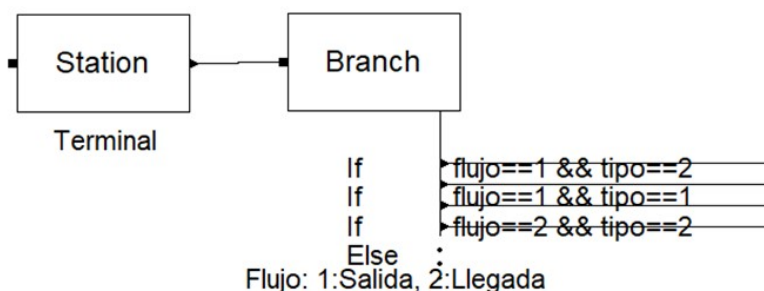 Station
Branch
Terminal
If flujo==1 && tipo==2
If flujo==1 && tipo==1
If flujo==2 && tipo==2
Else
Flujo: 1:Salida, 2:Llegada